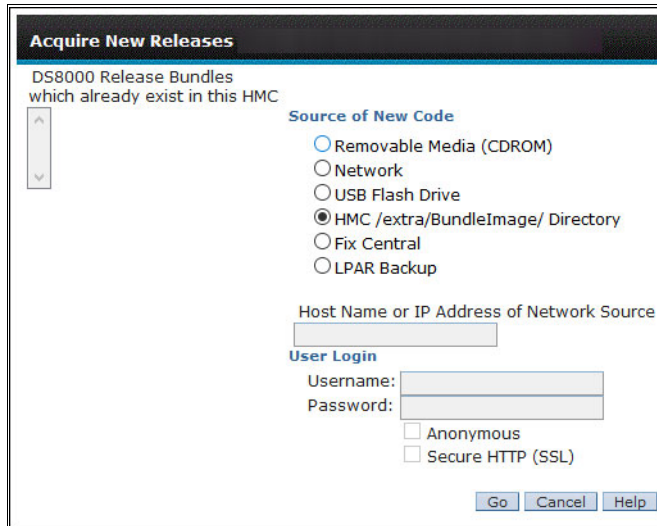 Acquire New Releases
DS8000 Release Bundles
which already exist in this HMC
Source of New Code
Removable Media (CDROM)
Network
USB Flash Drive
HMC /extra/BundleImage/ Directory
Fix Central
LPAR Backup
Host Name or IP Address of Network Source
User Login
Username:
Password:
Anonymous
Secure HTTP (SSL)
Go Cancel Help